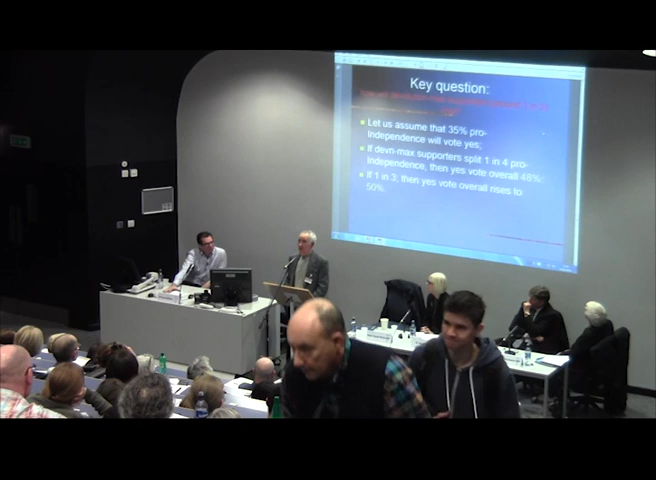 Key question:
Let us assume that 35% pro-
Independence will vote yes;
If devn-max supporters split 1 in 4 pro-
Independence, then yes vote overall 48%
If 1 in 3, then yes vote overall rises to
50%.